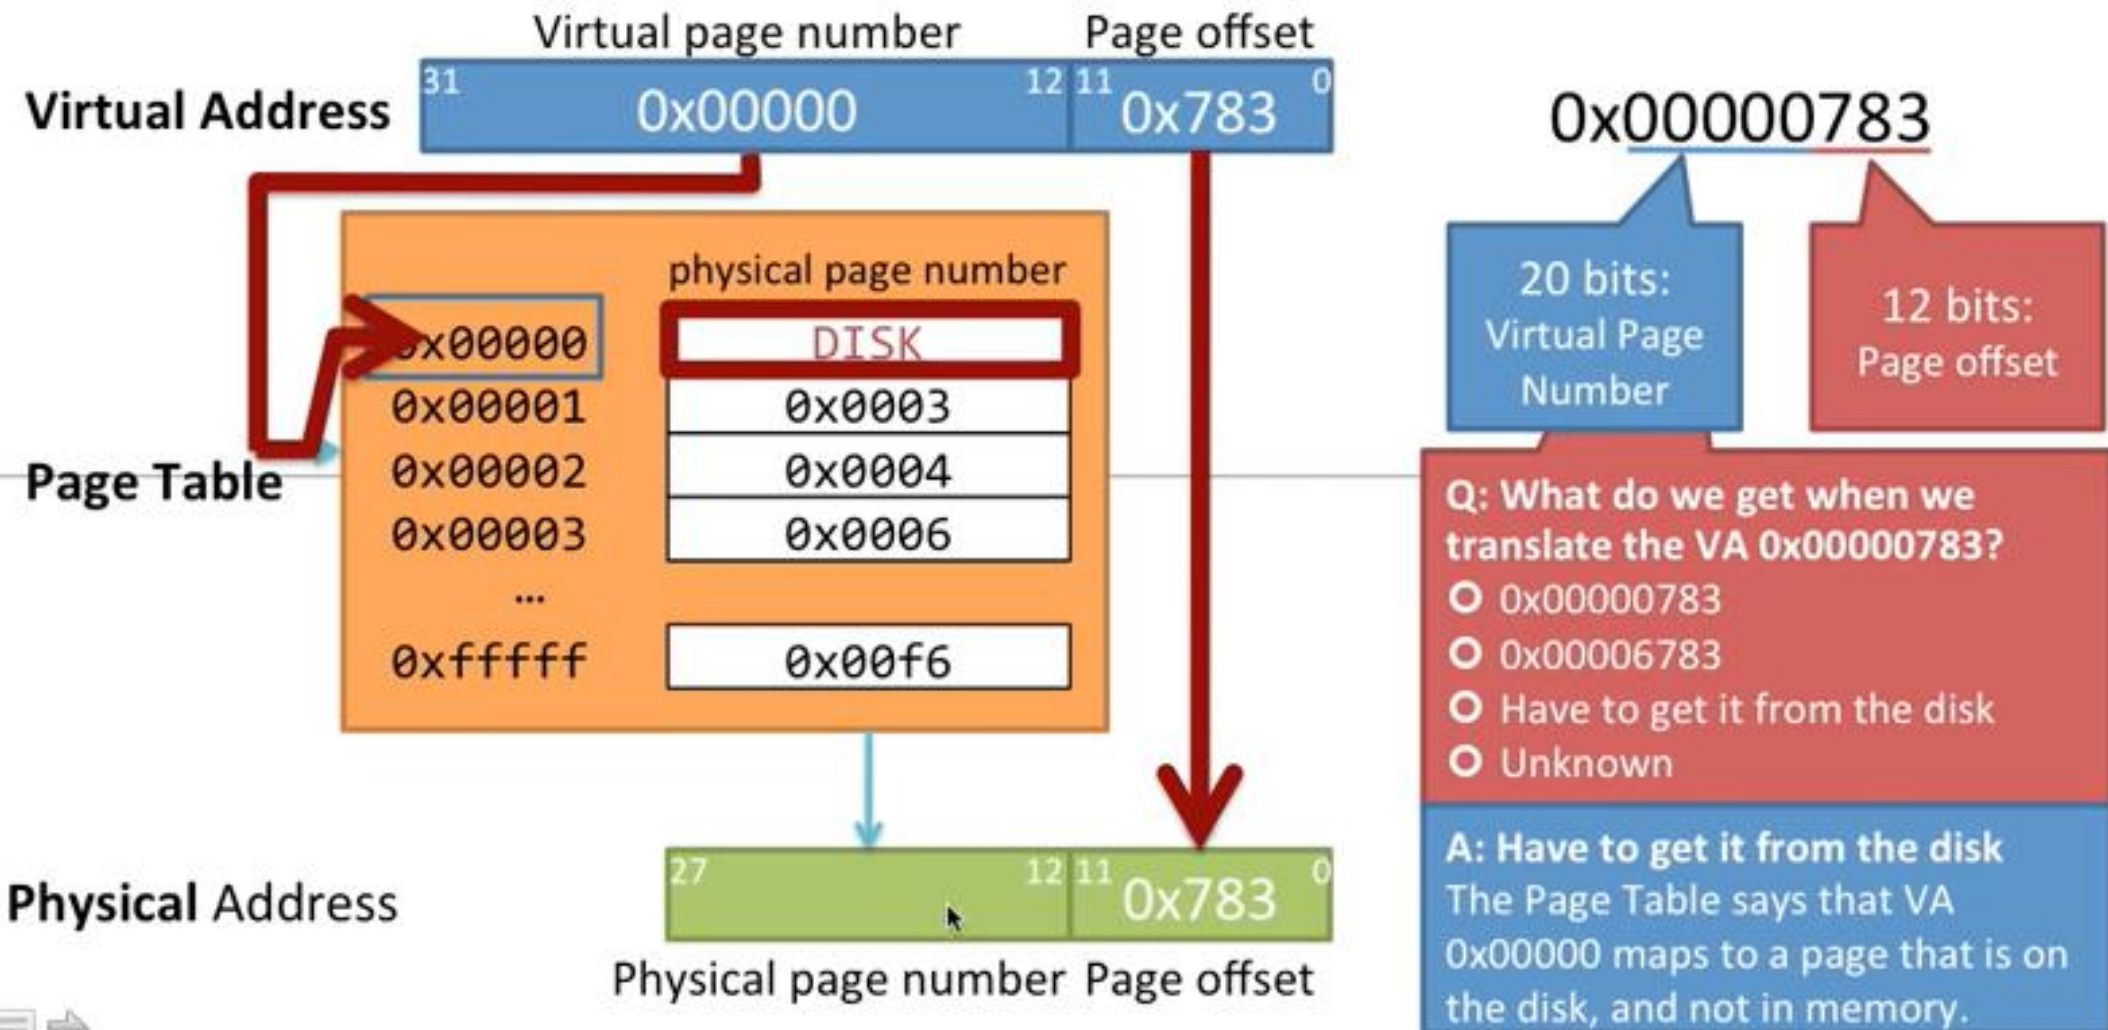 Virtual page number
Page offset
Virtual Address
31
0x00000
12
11
0x783
0
0x00000783
20 bits:
Virtual Page
Number
12 bits:
Page offset
physical page number
0x00000 DISK
0x00001 0x0003
0x00002 0x0004
0x00003 0x0006
...
0xfffff 0x00f6
Page Table
Q: What do we get when we
translate the VA 0x00000783?
0x00000783
0x00006783
Have to get it from the disk
Unknown
A: Have to get it from the disk
The Page Table says that VA
0x00000 maps to a page that is on
the disk, and not in memory.
Physical Address
27
12
11
0x783
0
Physical page number
Page offset